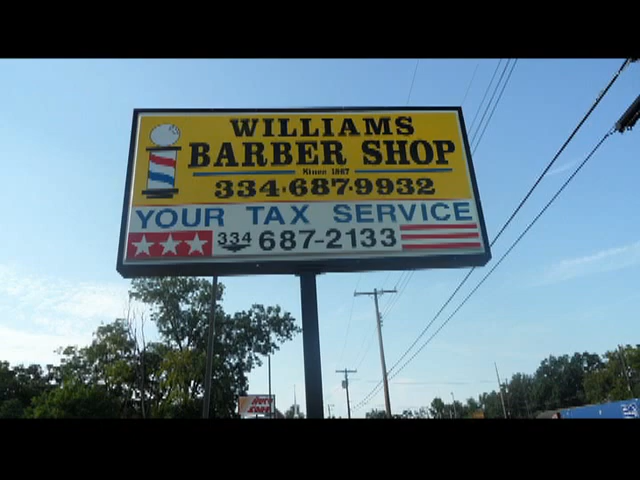 WILLIAMS
BARBER SHOP
Since 1967
334·687·9932
YOUR TAX SERVICE
334 687-2133